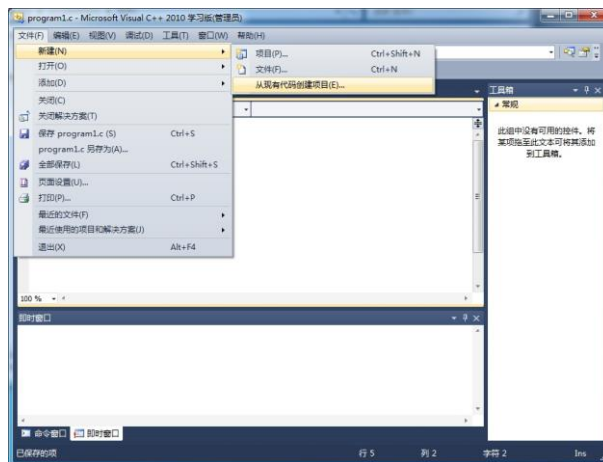 program1.c - Microsoft Visual C++ 2010 学习版(管理员)
文件(F) 编辑(E) 视图(V) 调试(D) 工具(T) 窗口(W) 帮助(H)
新建(N)
打开(O)
添加(D)
关闭(C)
关闭解决方案(T)
保存 program1.c (S) Ctrl+S
program1.c 另存为(A)...
全部保存(L) Ctrl+Shift+S
页面设置(U)...
打印(P)... Ctrl+P
最近的文件(F)
最近使用的项目和解决方案(J)
退出(X) Alt+F4
项目(P)... Ctrl+Shift+N
文件(F)... Ctrl+N
从现有代码创建项目(E)...
工具箱
常规
此组中没有可用的控件。将
某项拖至此文本可将其添加
到工具箱。
100 %
即时窗口
命令窗口 即时窗口
已保存的项 行 5 列 2 字符 2 Ins